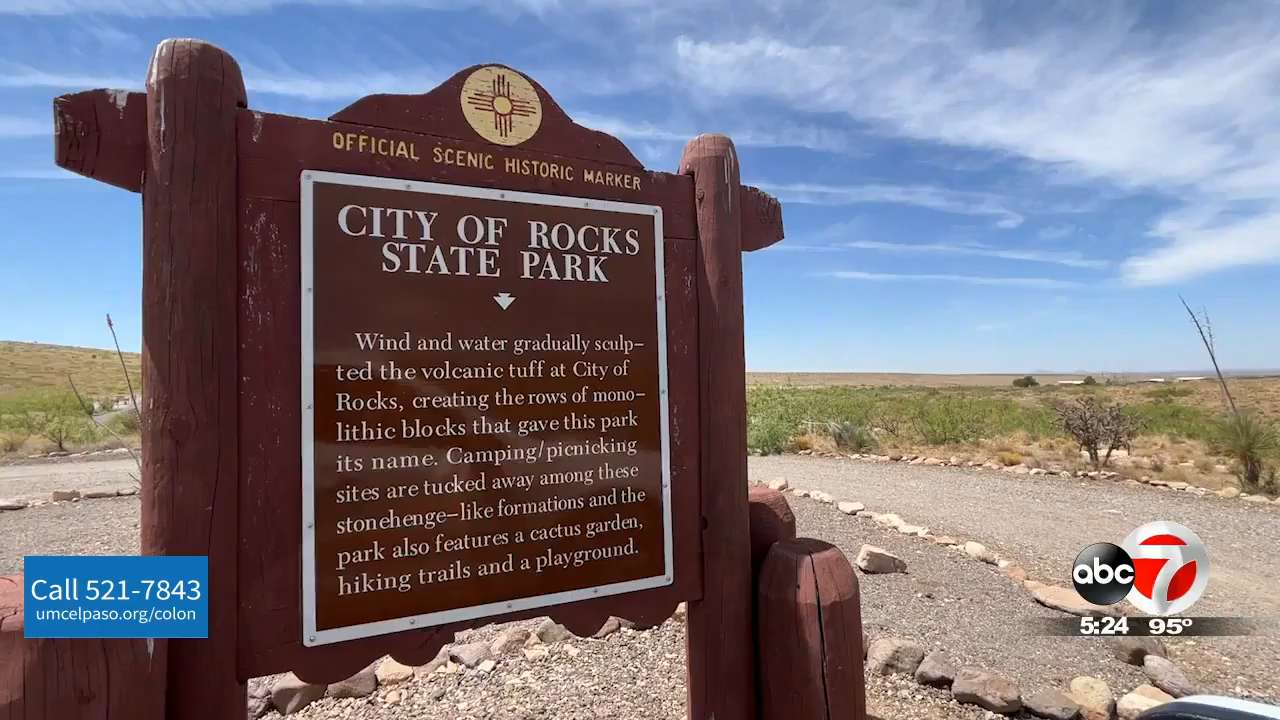 OFFICIAL SCENIC HISTORIC MARKER
CITY OF ROCKS
STATE PARK
Wind and water gradually sculp–
ted the volcanic tuff at City of
Rocks, creating the rows of mono–
lithic blocks that gave this park
its name. Camping/picnicking
sites are tucked away among these
stonehenge–like formations and the
park also features a cactus garden,
hiking trails and a playground.
Call 521-7843
umcelpaso.org/colon
abc 7
5:24 95°